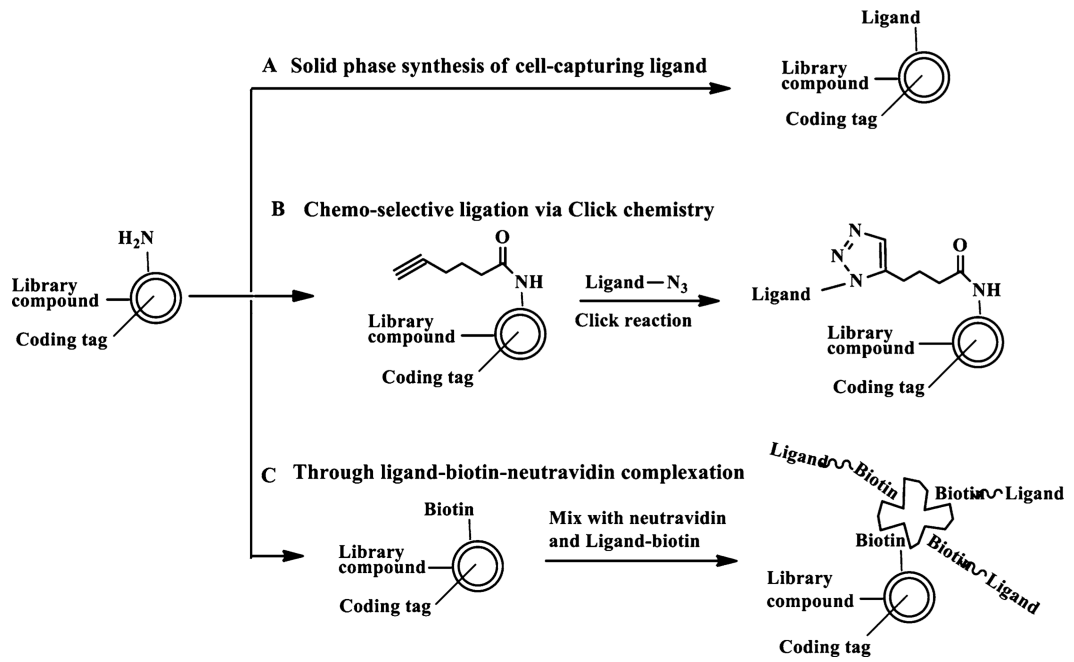 Ligand
A Solid phase synthesis of cell-capturing ligand
Library
compound
Coding tag
B Chemo-selective ligation via Click chemistry
H₂N
Library
compound
Coding tag
O
NH
Library
compound
Coding tag
Ligand—N₃
Click reaction
N
N
N
Ligand
O
NH
Library
compound
Coding tag
C Through ligand-biotin-neutravidin complexation
Biotin
Library
compound
Coding tag
Mix with neutravidin
and Ligand-biotin
Ligand Biotin
Biotin Ligand
Biotin
Biotin Ligand
Library
compound
Coding tag